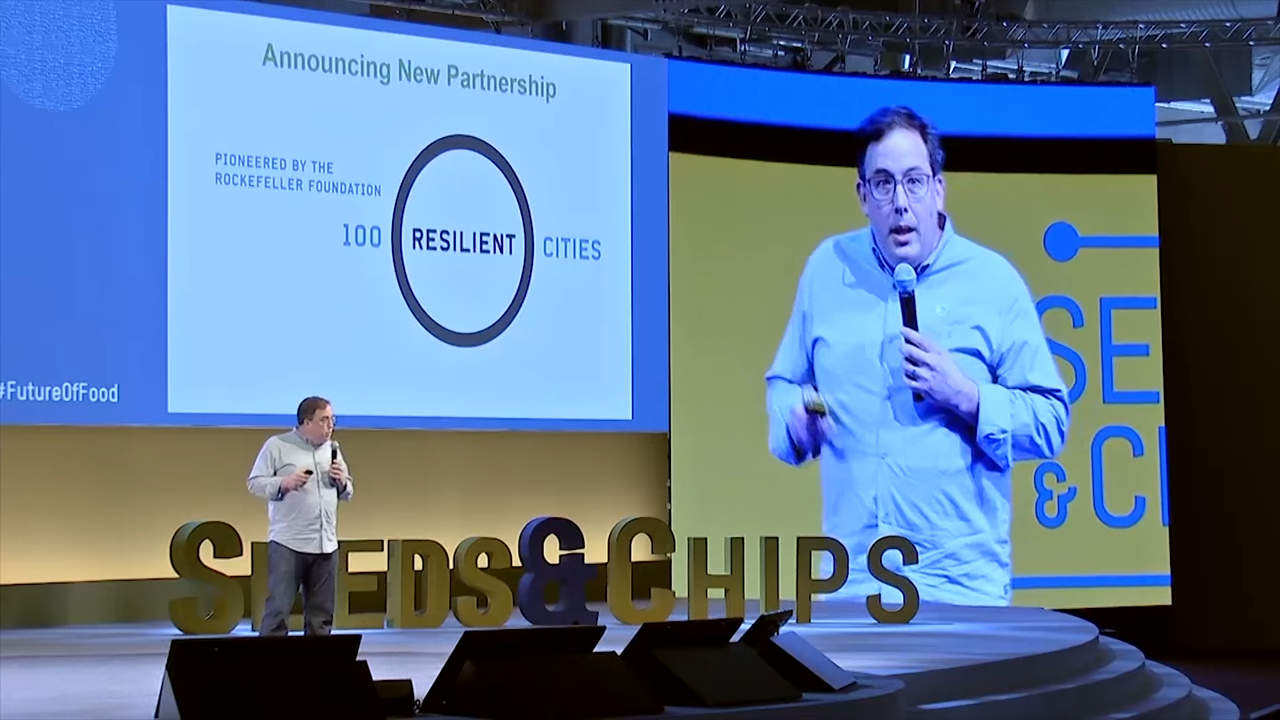 Announcing New Partnership
PIONEERED BY THE
ROCKEFELLER FOUNDATION
100 RESILIENT CITIES
#FutureOfFood
SE
&C
SEEDS&CHIPS